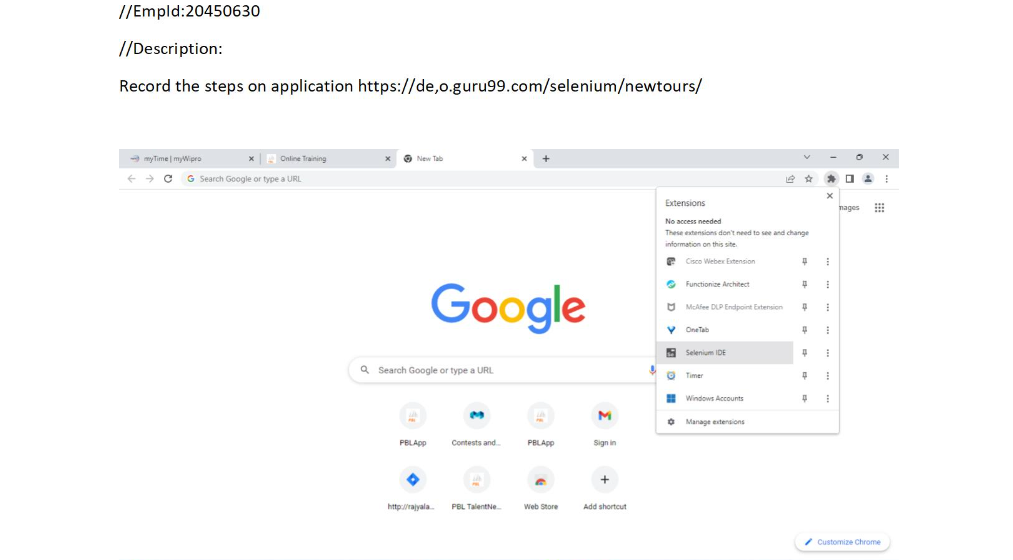 //EmpId:20450630
//Description:
Record the steps on application https://de,o.guru99.com/selenium/newtours/
myTime | myWipro
Online Training
New Tab
Search Google or type a URL
Extensions
mages
No access needed
These extensions don't need to see and change
information on this site.
Cisco Webex Extension
Functionize Architect
McAfee DLP Endpoint Extension
OneTab
Selenium IDE
Timer
Windows Accounts
Manage extensions
Google
Search Google or type a URL
PBLApp
Contests and...
PBLApp
Sign in
http://rajyala...
PBL TalentNe...
Web Store
Add shortcut
Customize Chrome